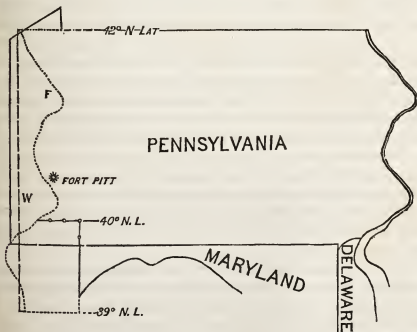 42° N LAT
F
PENNSYLVANIA
FORT PITT
W
40° N. L.
MARYLAND
DELAWARE
39° N. L.